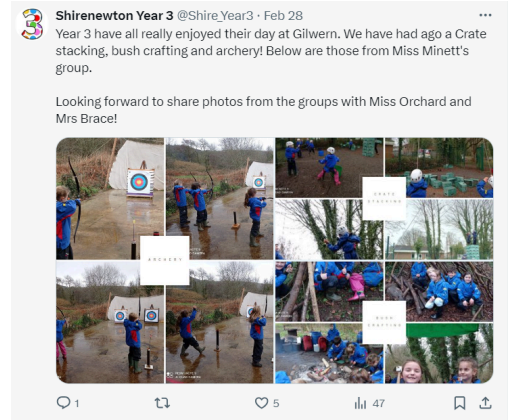 Shirenewton Year 3 @Shire_Year3 · Feb 28
Year 3 have all really enjoyed their day at Gilwern. We have had ago a Crate
stacking, bush crafting and archery! Below are those from Miss Minett's
group.
Looking forward to share photos from the groups with Miss Orchard and
Mrs Brace!
ARCHERY
CRATE
STACKING
BUSH
CRAFTING
1
5
47